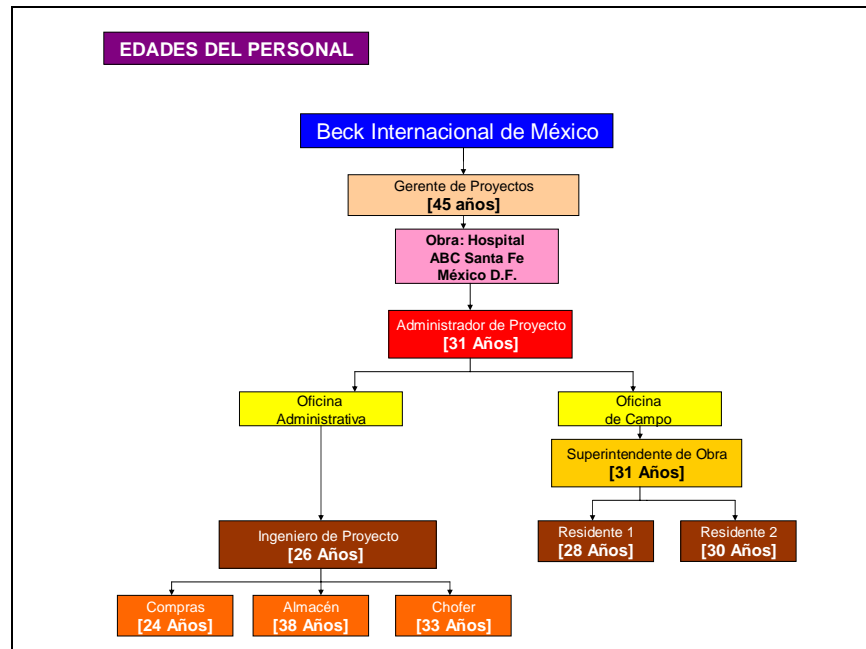 EDADES DEL PERSONAL
Beck Internacional de México
Gerente de Proyectos
[45 años]
Obra: Hospital
ABC Santa Fe
México D.F.
Administrador de Proyecto
[31 Años]
Oficina
Administrativa
Oficina
de Campo
Superintendente de Obra
[31 Años]
Ingeniero de Proyecto
[26 Años]
Residente 1
[28 Años]
Residente 2
[30 Años]
Compras
[24 Años]
Almacén
[38 Años]
Chofer
[33 Años]